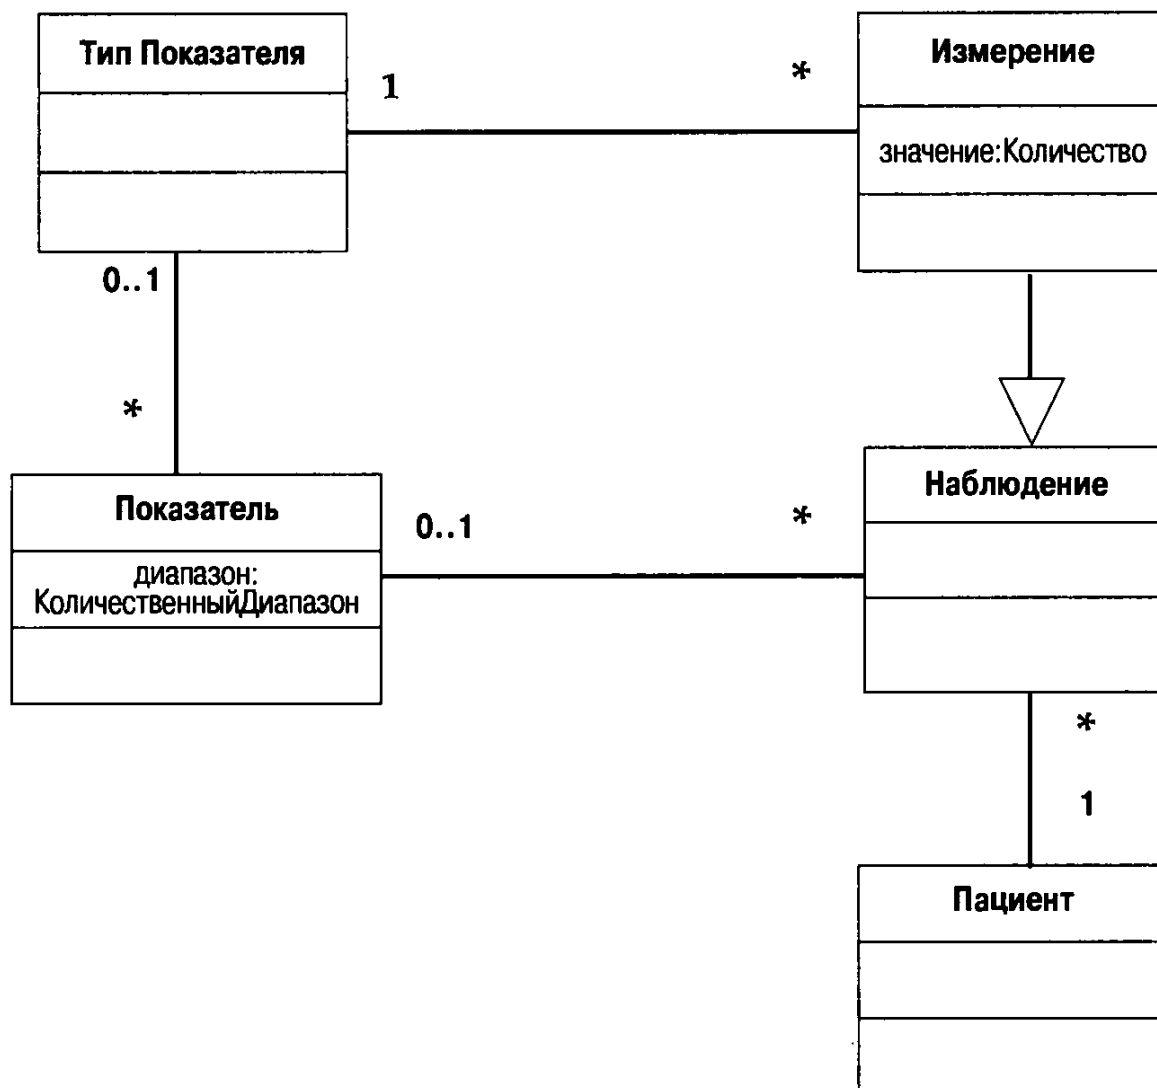 Тип Показателя
Измерение
1
*
значение:Количество
0..1
*
Наблюдение
Показатель
0..1
*
диапазон:
КоличественныйДиапазон
*
1
Пациент